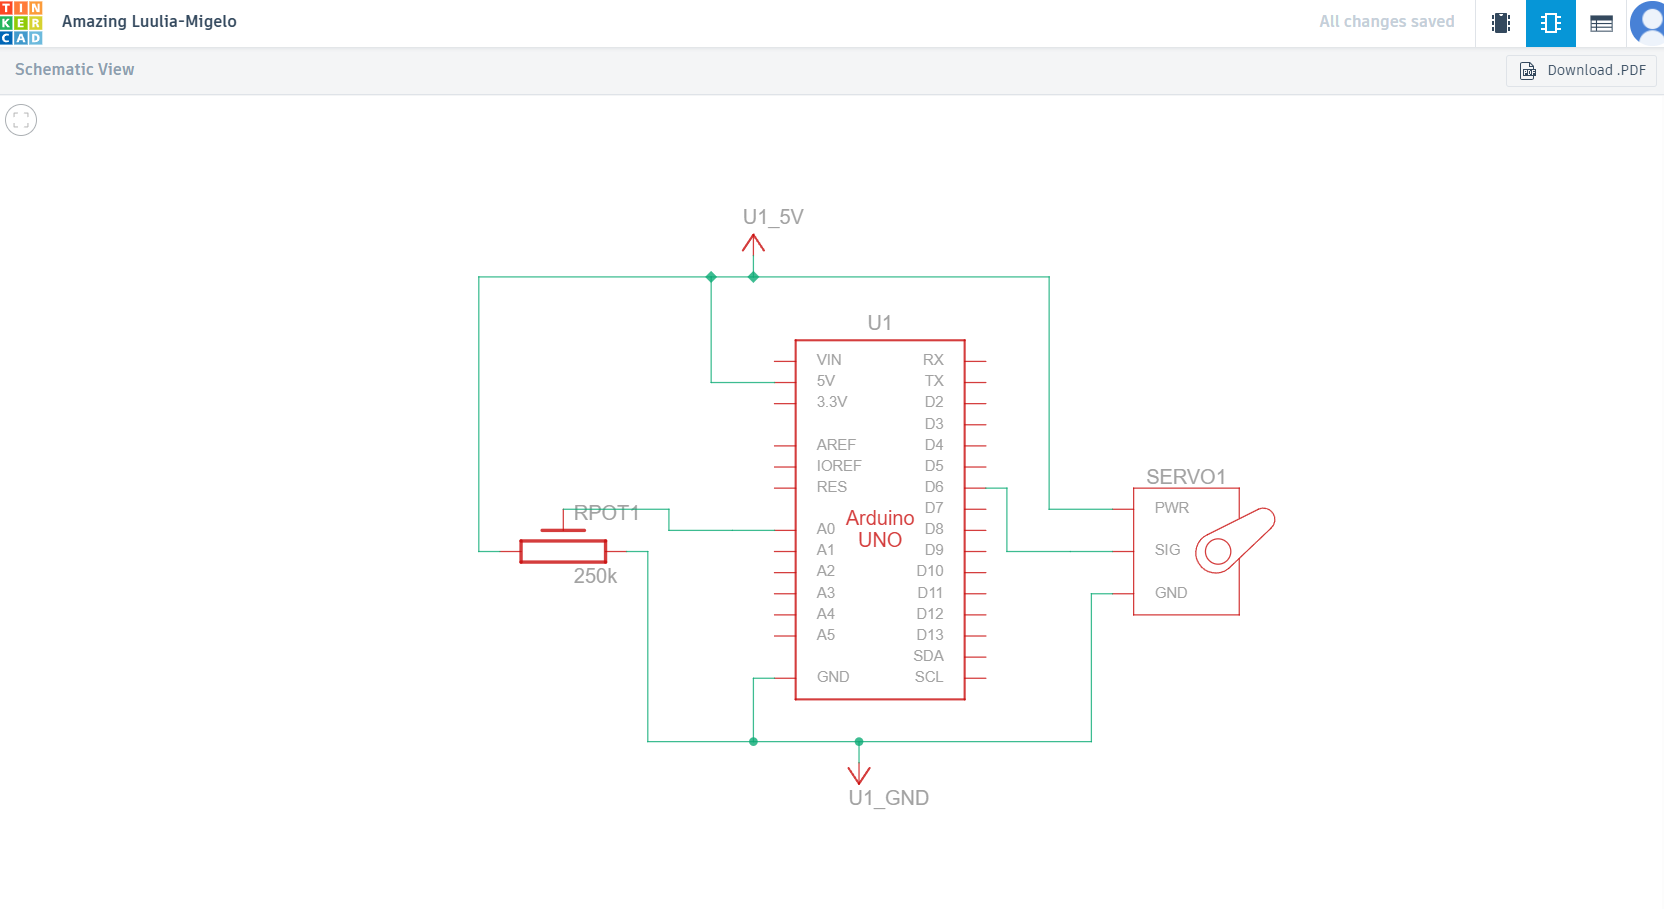 TIN
KER
CAD
Amazing Luulia-Migelo
All changes saved
Schematic View
PDF
Download .PDF
U1_5V
U1
VIN
RX
5V
TX
3.3V
D2
D3
AREF
D4
IOREF
D5
RES
D6
D7
A0
D8
A1
D9
A2
D10
A3
D11
A4
D12
A5
D13
SDA
GND
SCL
Arduino
UNO
RPOT1
250k
SERVO1
PWR
SIG
GND
U1_GND